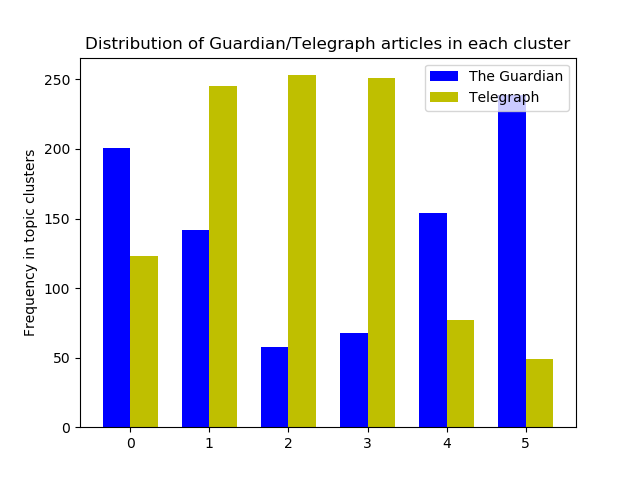 Distribution of Guardian/Telegraph articles in each cluster
The Guardian
Telegraph
Frequency in topic clusters
250
200
150
100
50
0
0 1 2 3 4 5